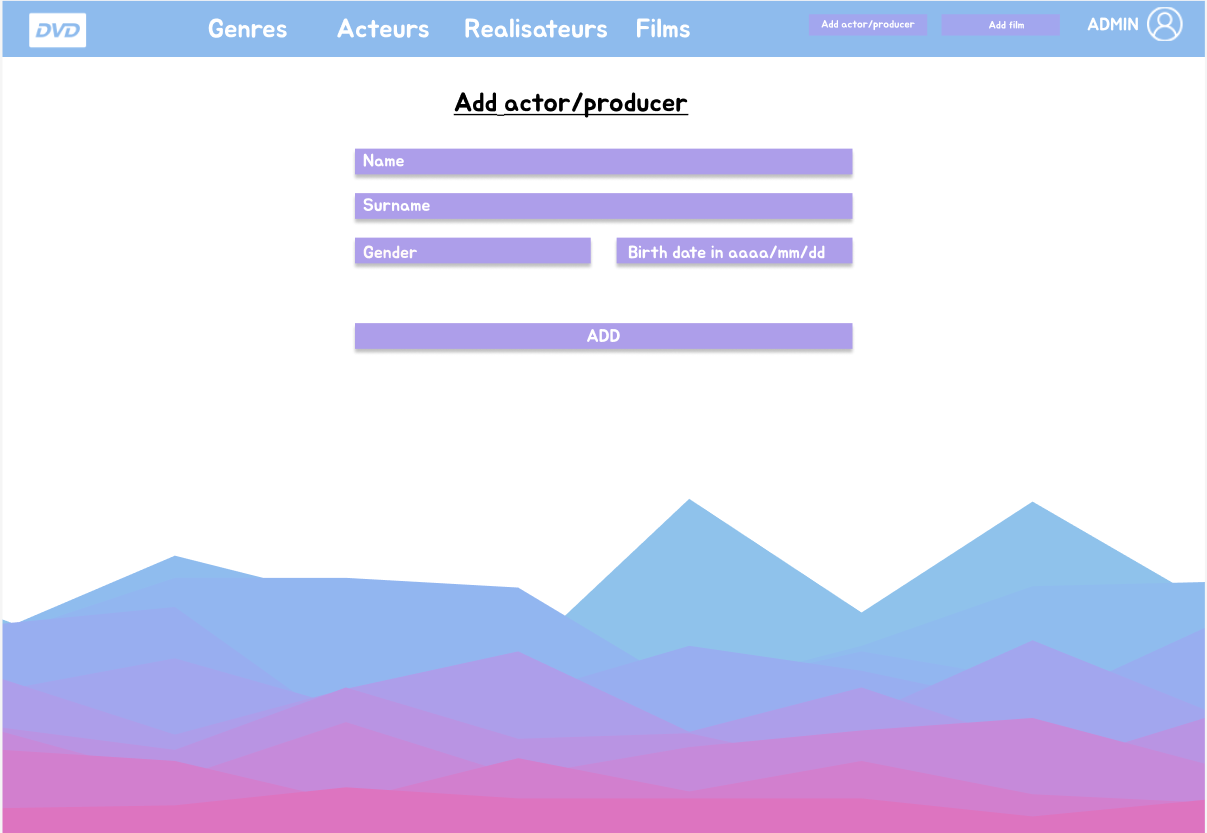 DVD Genres Acteurs Realisateurs Films Add actor/producer Add film ADMIN
Add actor/producer
Name
Surname
Gender Birth date in aaaa/mm/dd
ADD